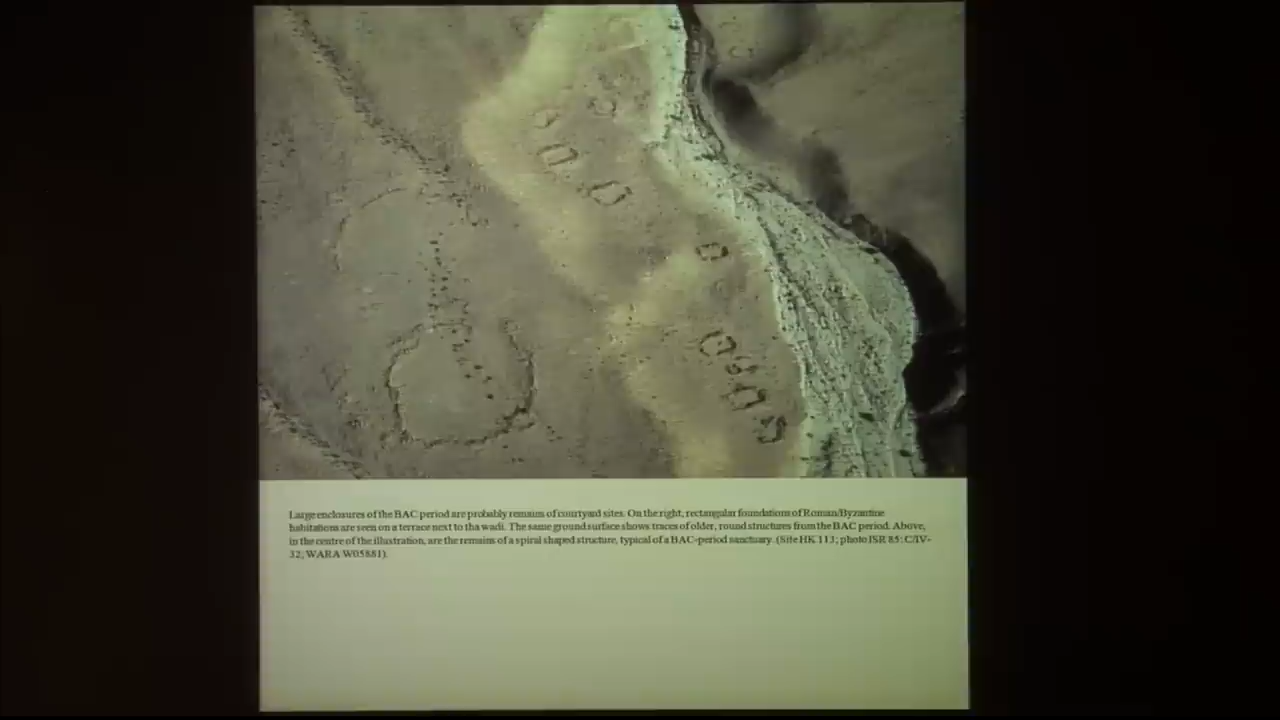 Large enclosures of the BAC period are probably remains of courtyard sites. On the right, rectangular foundations of Roman/Byzantine
habitations are seen on a terrace next to tha wadi. The same ground surface shows traces of older, round structures from the BAC period. Above,
in the centre of the illustration, are the remains of a spiral shaped structure, typical of a BAC-period sanctuary. (Site HK 113; photo ISR 85: C/IV-
32; WARA W05881).